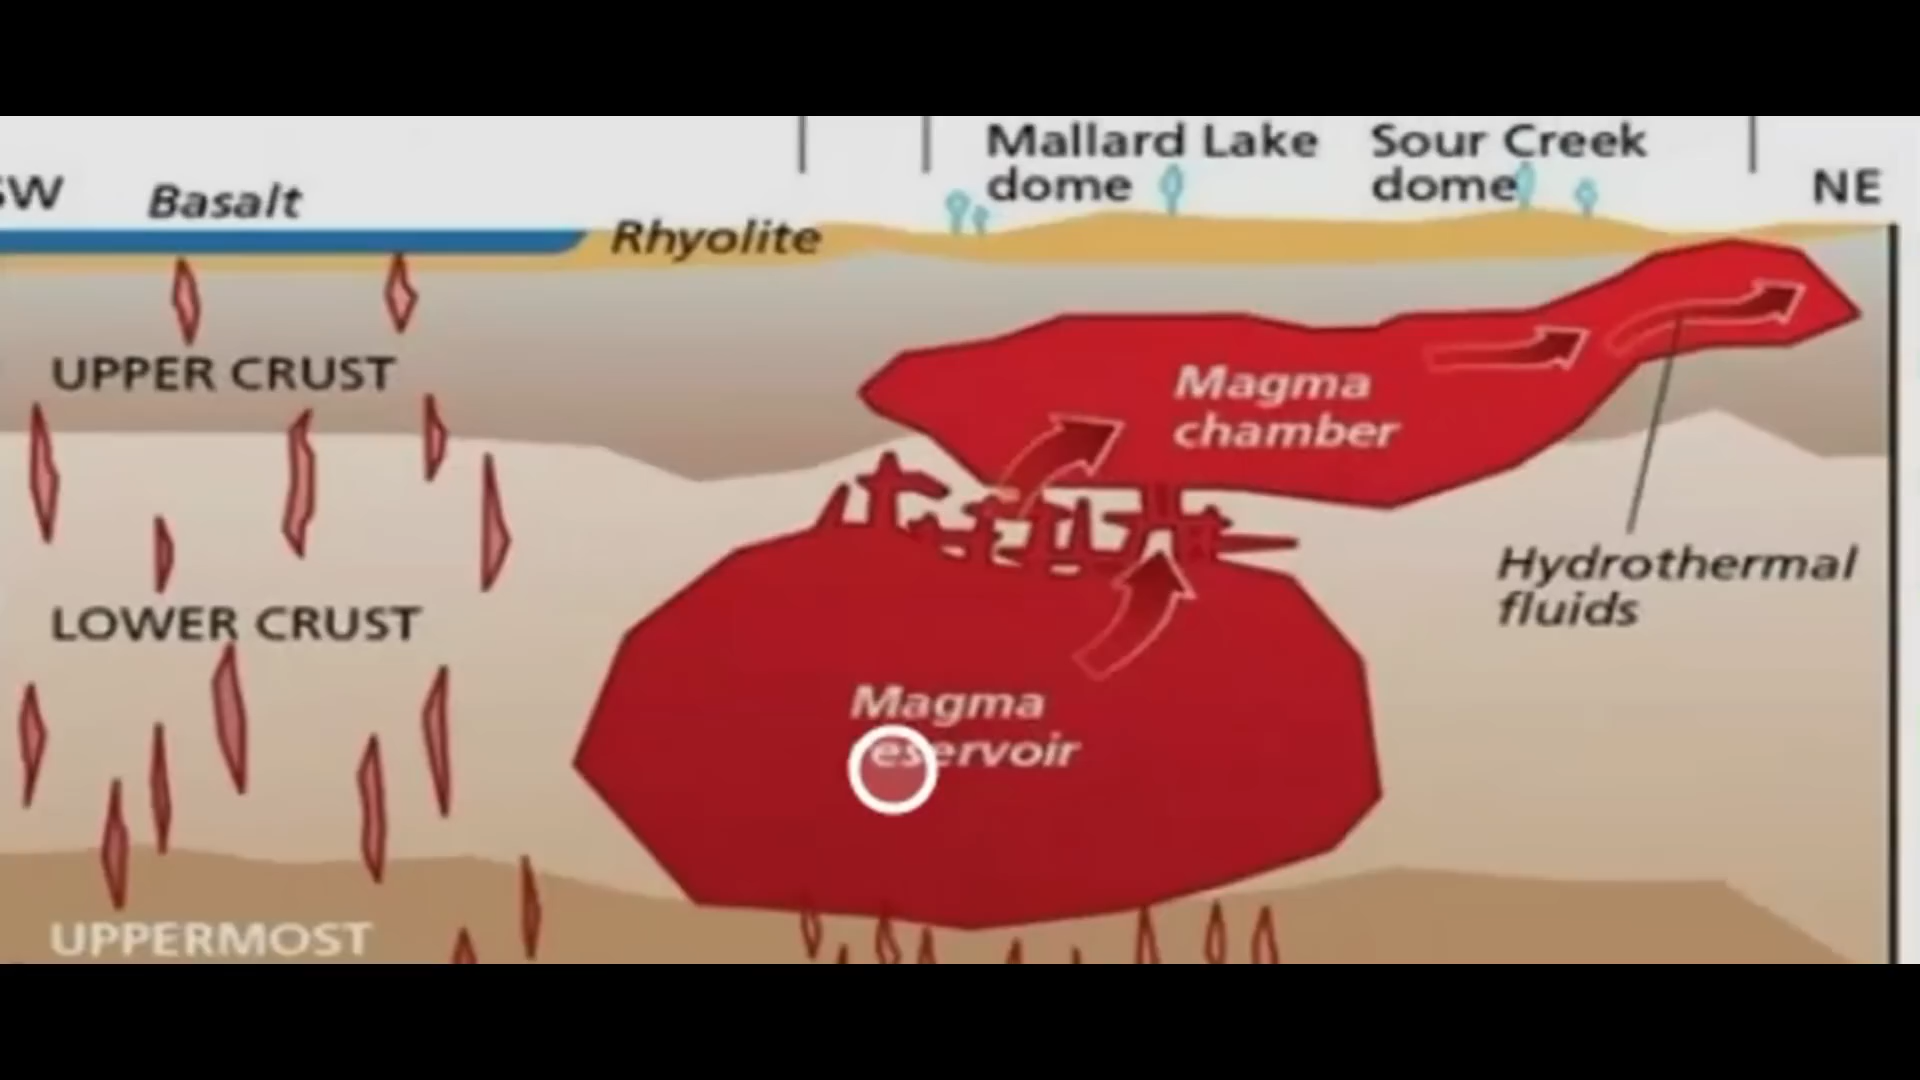 Mallard Lake
dome
Sour Creek
dome
SW
Basalt
NE
Rhyolite
UPPER CRUST
Magma
chamber
Hydrothermal
fluids
LOWER CRUST
Magma
reservoir
UPPERMOST